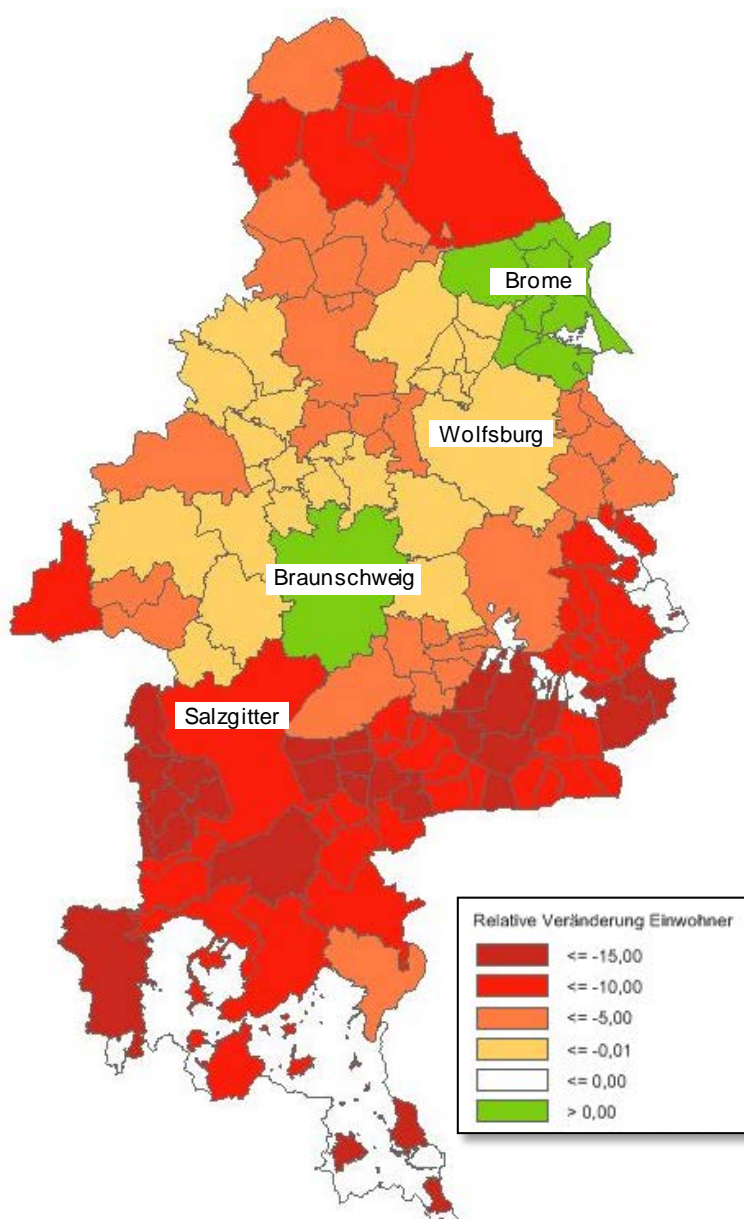 Brome
Wolfsburg
Braunschweig
Salzgitter
Relative Veränderung Einwohner
<= -15,00
<= -10,00
<= -5,00
<= -0,01
<= 0,00
> 0,00